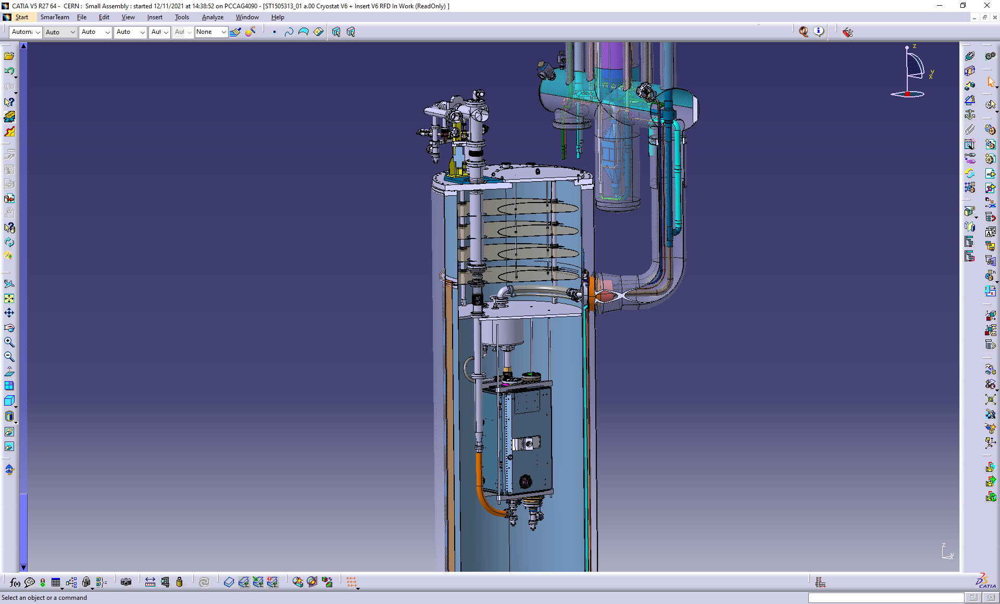 CATIA V5 R27 64 - CERN : Small Assembly : started 12/11/2021 at 14:38:52 on PCCAG4090 - [ST1505313_01 a.00 Cryostat V6 + Insert V6 RFD In Work (ReadOnly) ]
Start SmarTeam File Edit View Insert Tools Analyze Window Help
Autom Auto Auto Auto Aut Aut None
z
y
x
z
y
x
f(x)
CATIA
Select an object or a command